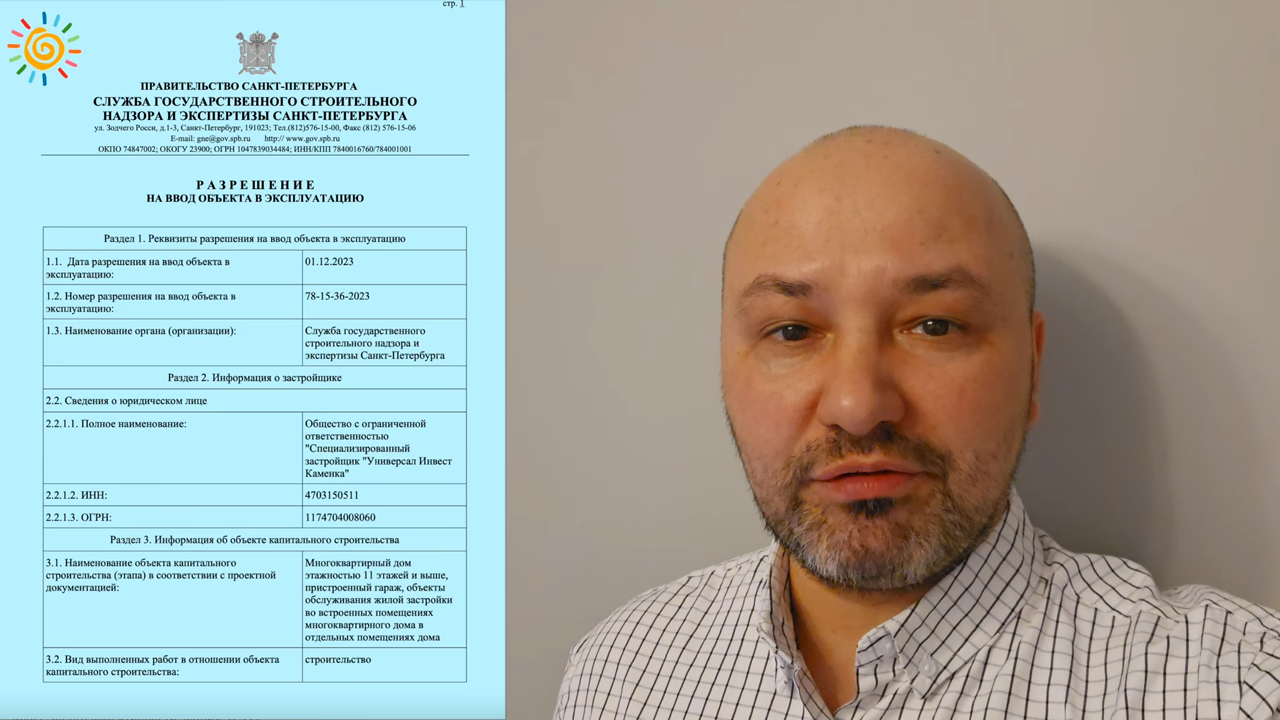 стр. 1
ПРАВИТЕЛЬСТВО САНКТ-ПЕТЕРБУРГА
СЛУЖБА ГОСУДАРСТВЕННОГО СТРОИТЕЛЬНОГО
НАДЗОРА И ЭКСПЕРТИЗЫ САНКТ-ПЕТЕРБУРГА
ул. Зодчего Росси, д.1-3, Санкт-Петербург, 191023; Тел.(812)576-15-00, Факс (812) 576-15-06
E-mail: gne@gov.spb.ru http:// www.gov.spb.ru
ОКПО 74847002; ОКОГУ 23900; ОГРН 1047839034484; ИНН/КПП 7840016760/784001001
Р А З Р Е Ш Е Н И Е
НА ВВОД ОБЪЕКТА В ЭКСПЛУАТАЦИЮ
Раздел 1. Реквизиты разрешения на ввод объекта в эксплуатацию
1.1. Дата разрешения на ввод объекта в
эксплуатацию:
01.12.2023
1.2. Номер разрешения на ввод объекта в
эксплуатацию:
78-15-36-2023
1.3. Наименование органа (организации):
Служба государственного
строительного надзора и
экспертизы Санкт-Петербурга
Раздел 2. Информация о застройщике
2.2. Сведения о юридическом лице
2.2.1.1. Полное наименование:
Общество с ограниченной
ответственностью
"Специализированный
застройщик "Универсал Инвест
Каменка"
2.2.1.2. ИНН:
4703150511
2.2.1.3. ОГРН:
1174704008060
Раздел 3. Информация об объекте капитального строительства
3.1. Наименование объекта капитального
строительства (этапа) в соответствии с проектной
документацией:
Многоквартирный дом
этажностью 11 этажей и выше,
пристроенный гараж, объекты
обслуживания жилой застройки
во встроенных помещениях
многоквартирного дома в
отдельных помещениях дома
3.2. Вид выполненных работ в отношении объекта
капитального строительства:
строительство